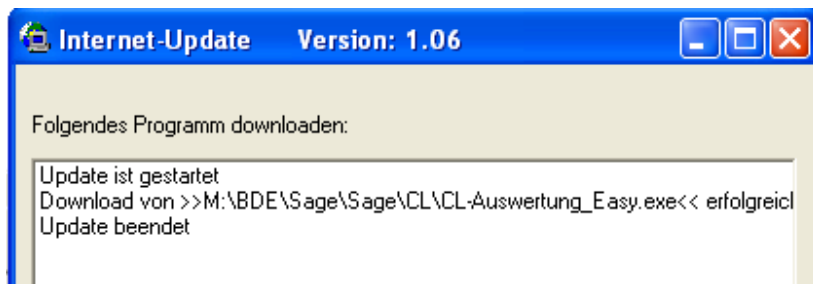 Internet-Update Version: 1.06
Folgendes Programm downloaden:
Update ist gestartet
Download von >>M:\BDE\Sage\Sage\CL\CL-Auswertung_Easy.exe<< erfolgreicl
Update beendet